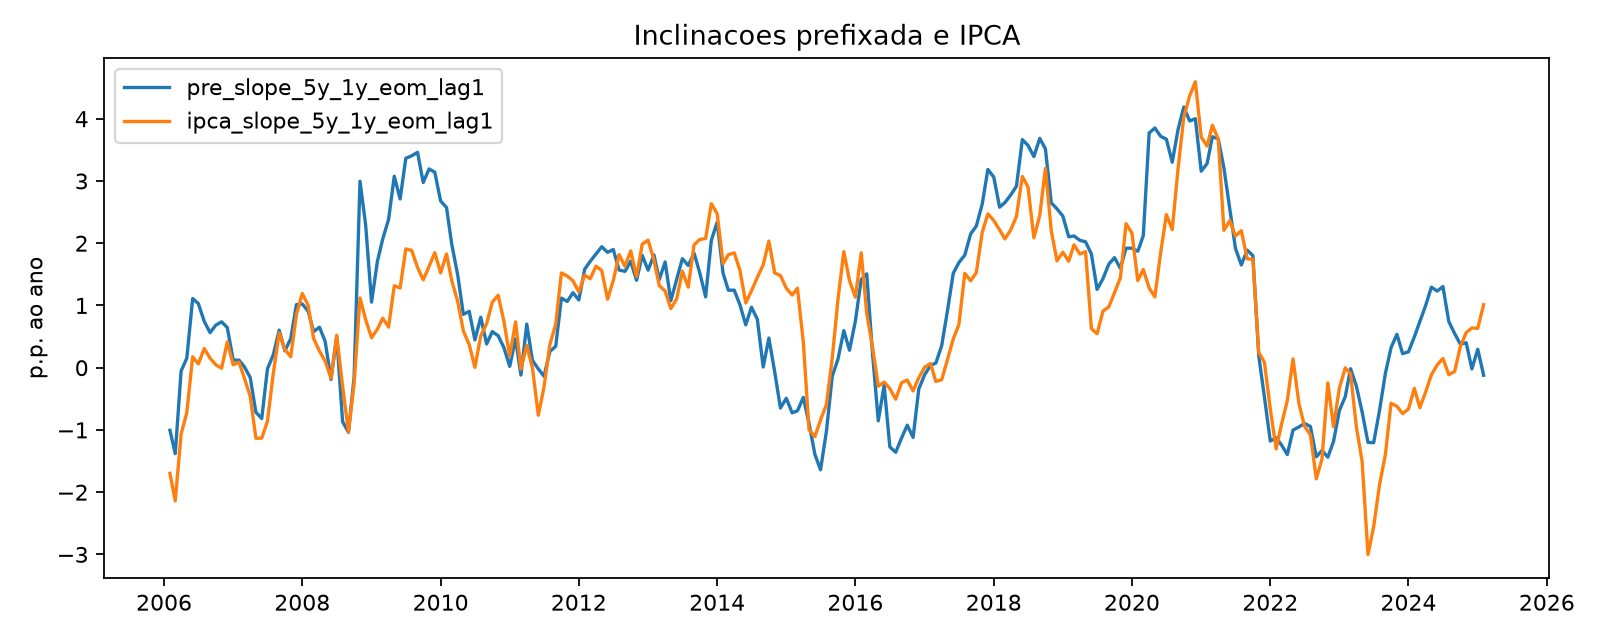 Inclinacoes prefixada e IPCA
pre_slope_5y_1y_eom_lag1
ipca_slope_5y_1y_eom_lag1
p.p. ao ano
4
3
2
1
0
−1
−2
−3
2006 2008 2010 2012 2014 2016 2018 2020 2022 2024 2026